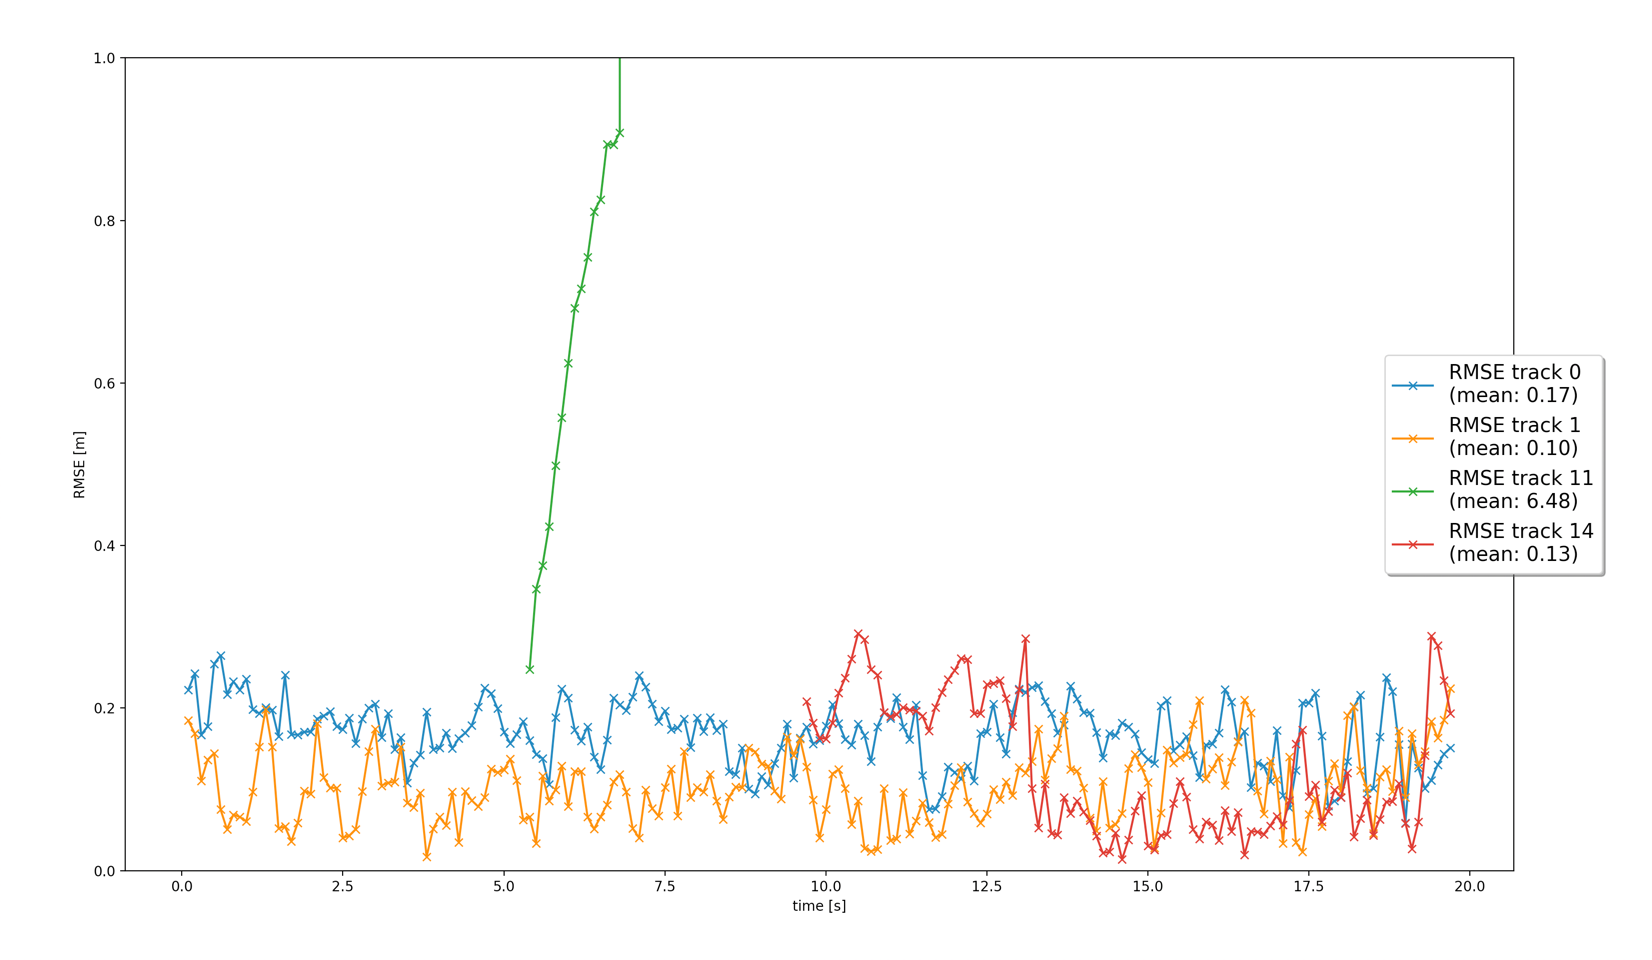 1.0
0.8
0.6
0.4
0.2
0.0
RMSE [m]
0.0 2.5 5.0 7.5 10.0 12.5 15.0 17.5 20.0
time [s]
RMSE track 0
(mean: 0.17)
RMSE track 1
(mean: 0.10)
RMSE track 11
(mean: 6.48)
RMSE track 14
(mean: 0.13)